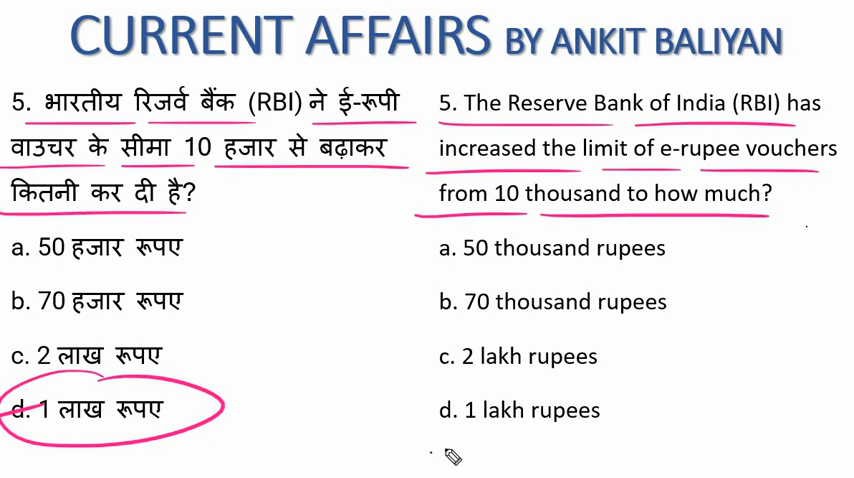 CURRENT AFFAIRS BY ANKIT BALIYAN
5. भारतीय रिजर्व बैंक (RBI) ने ई-रूपी
वाउचर के सीमा 10 हजार से बढ़ाकर
कितनी कर दी है?
a. 50 हजार रूपए
b. 70 हजार रूपए
c. 2 लाख रूपए
d. 1 लाख रूपए
5. The Reserve Bank of India (RBI) has
increased the limit of e-rupee vouchers
from 10 thousand to how much?
a. 50 thousand rupees
b. 70 thousand rupees
c. 2 lakh rupees
d. 1 lakh rupees